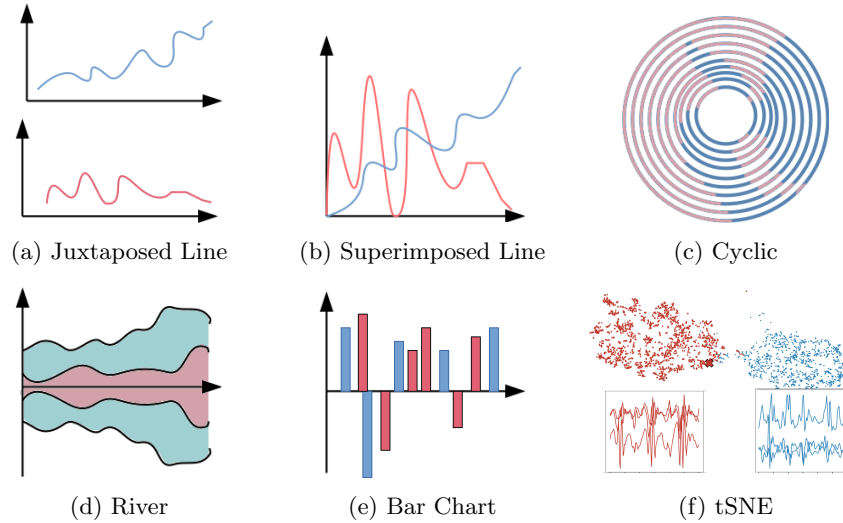 (a) Juxtaposed Line
(b) Superimposed Line
(c) Cyclic
(d) River
(e) Bar Chart
(f) tSNE